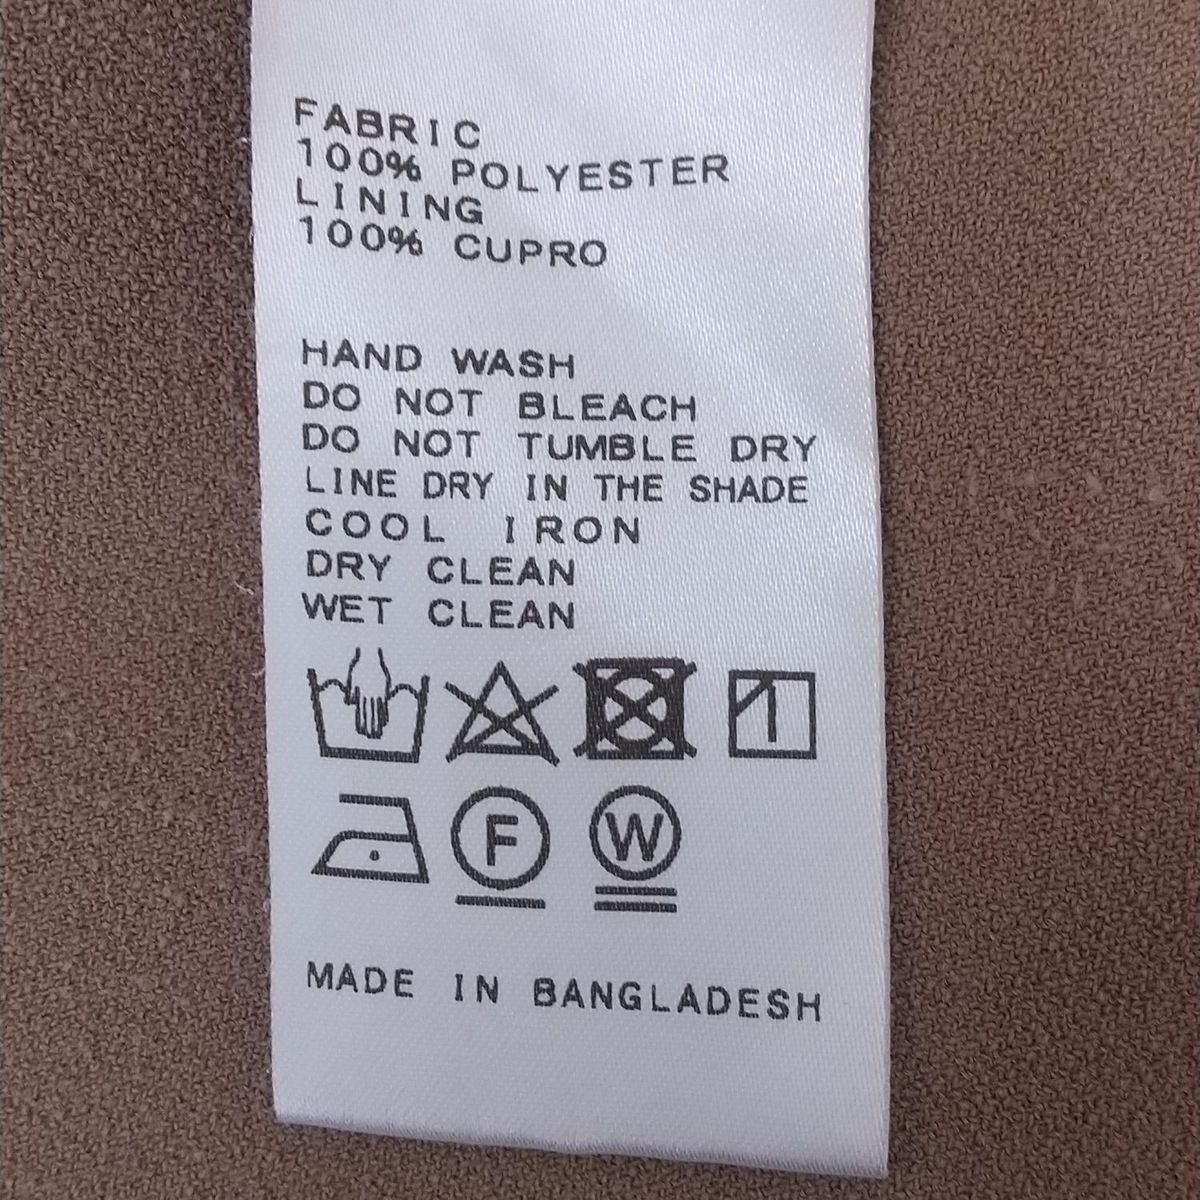 FABRIC
100% POLYESTER
LINING
100% CUPRO
HAND WASH
DO NOT BLEACH
DO NOT TUMBLE DRY
LINE DRY IN THE SHADE
COOL IRON
DRY CLEAN
WET CLEAN
F W
MADE IN BANGLADESH